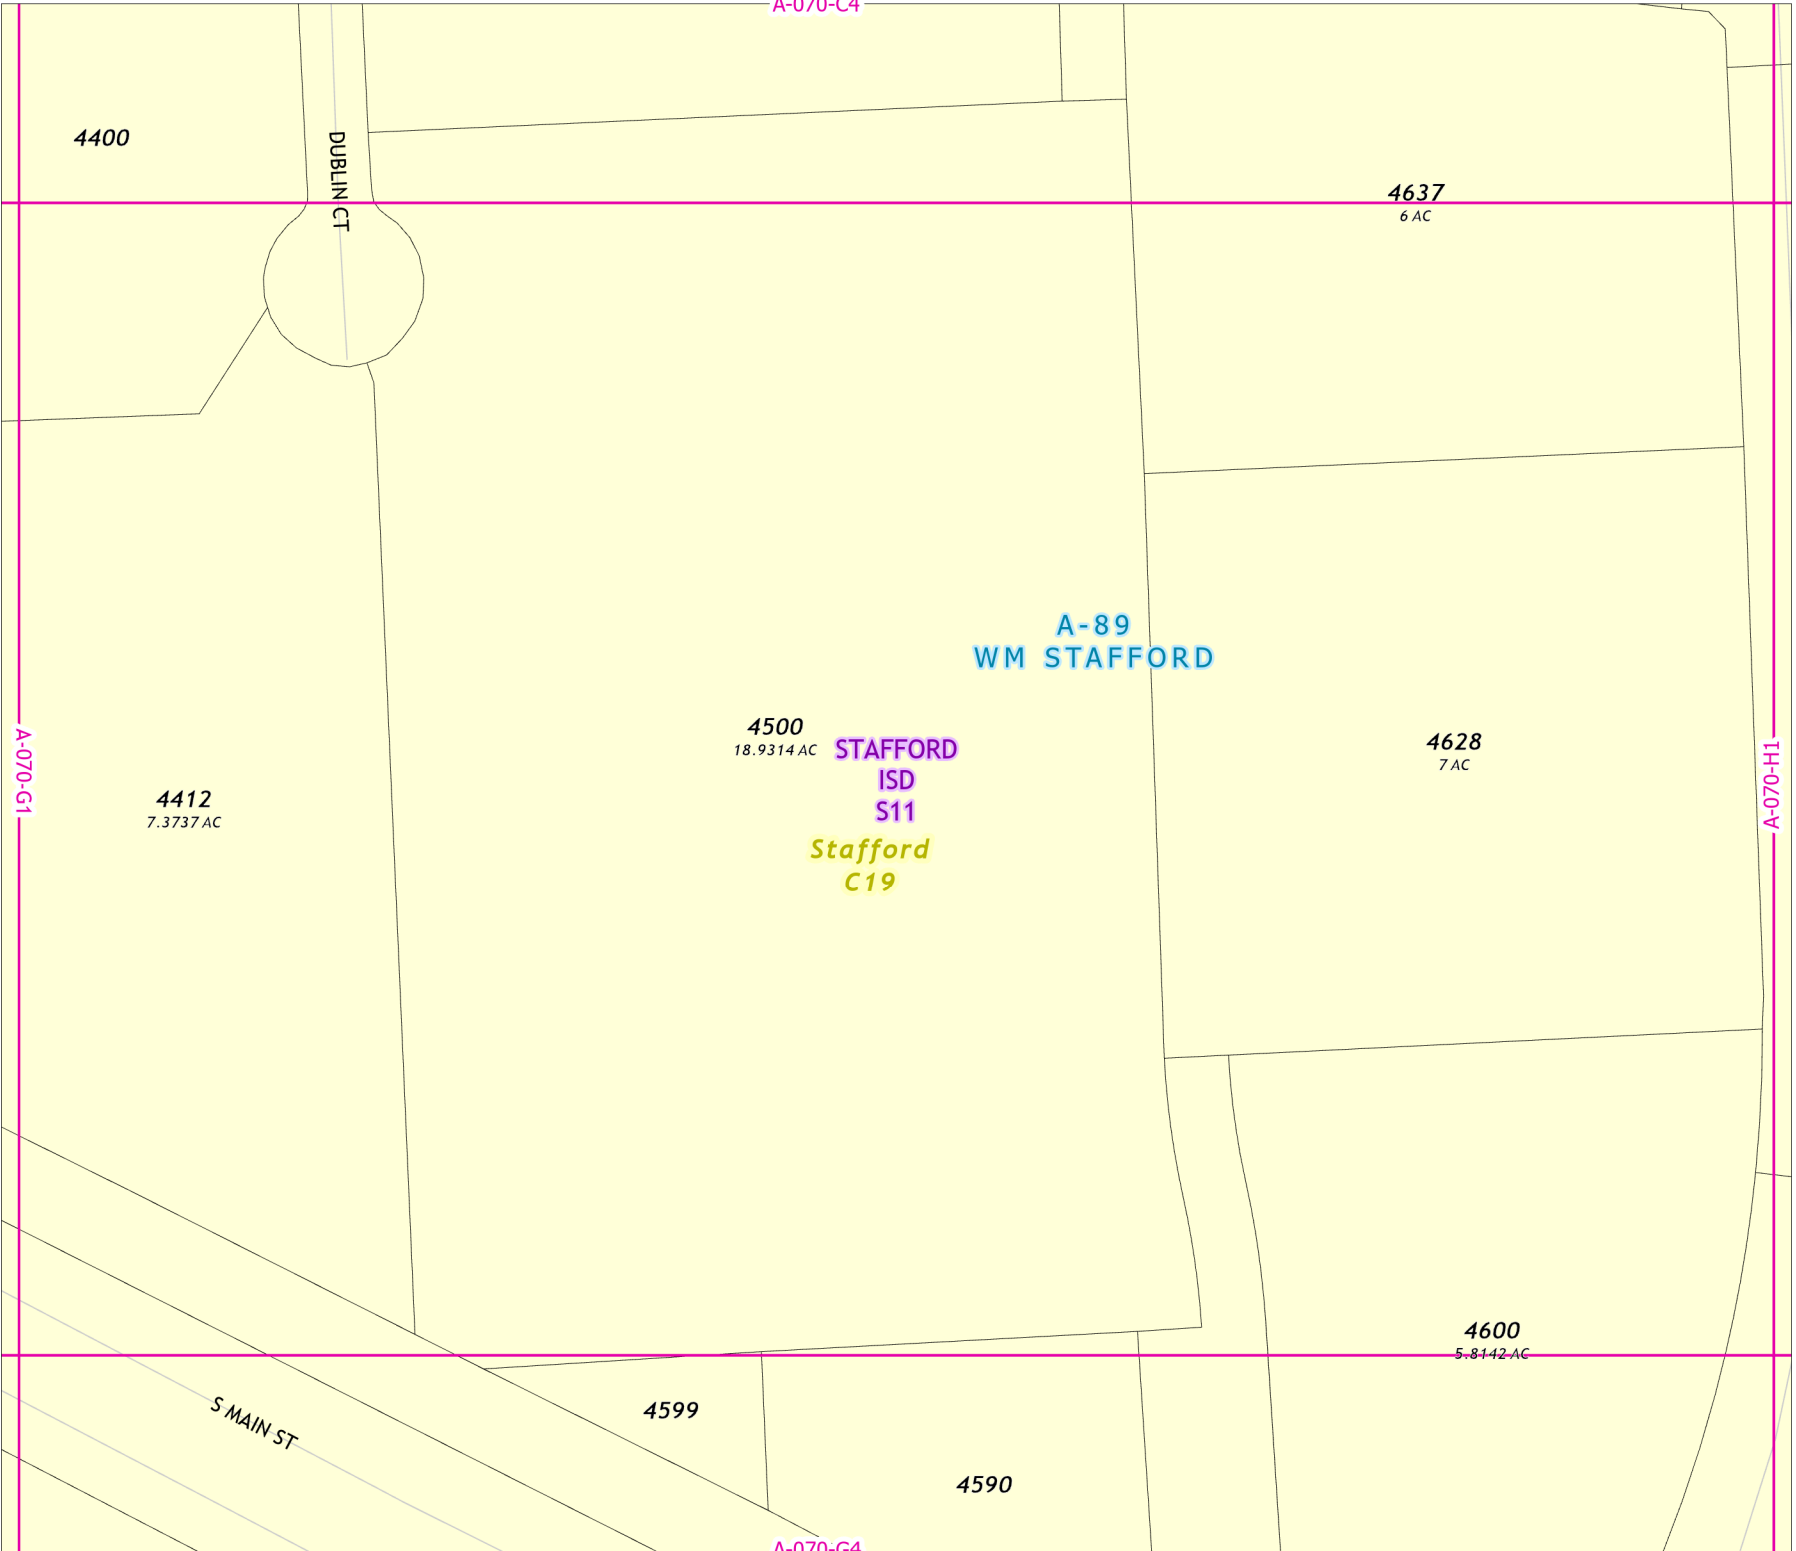 A-070-C4
4400
DUBLIN CT
4637
6 AC
A-89
WM STAFFORD
4500
18.9314 AC
STAFFORD
ISD
S11
Stafford
C19
4628
7 AC
A-070-G1
A-070-H1
4412
7.3737 AC
4600
5.8142 AC
S MAIN ST
4599
4590
A-070-G4